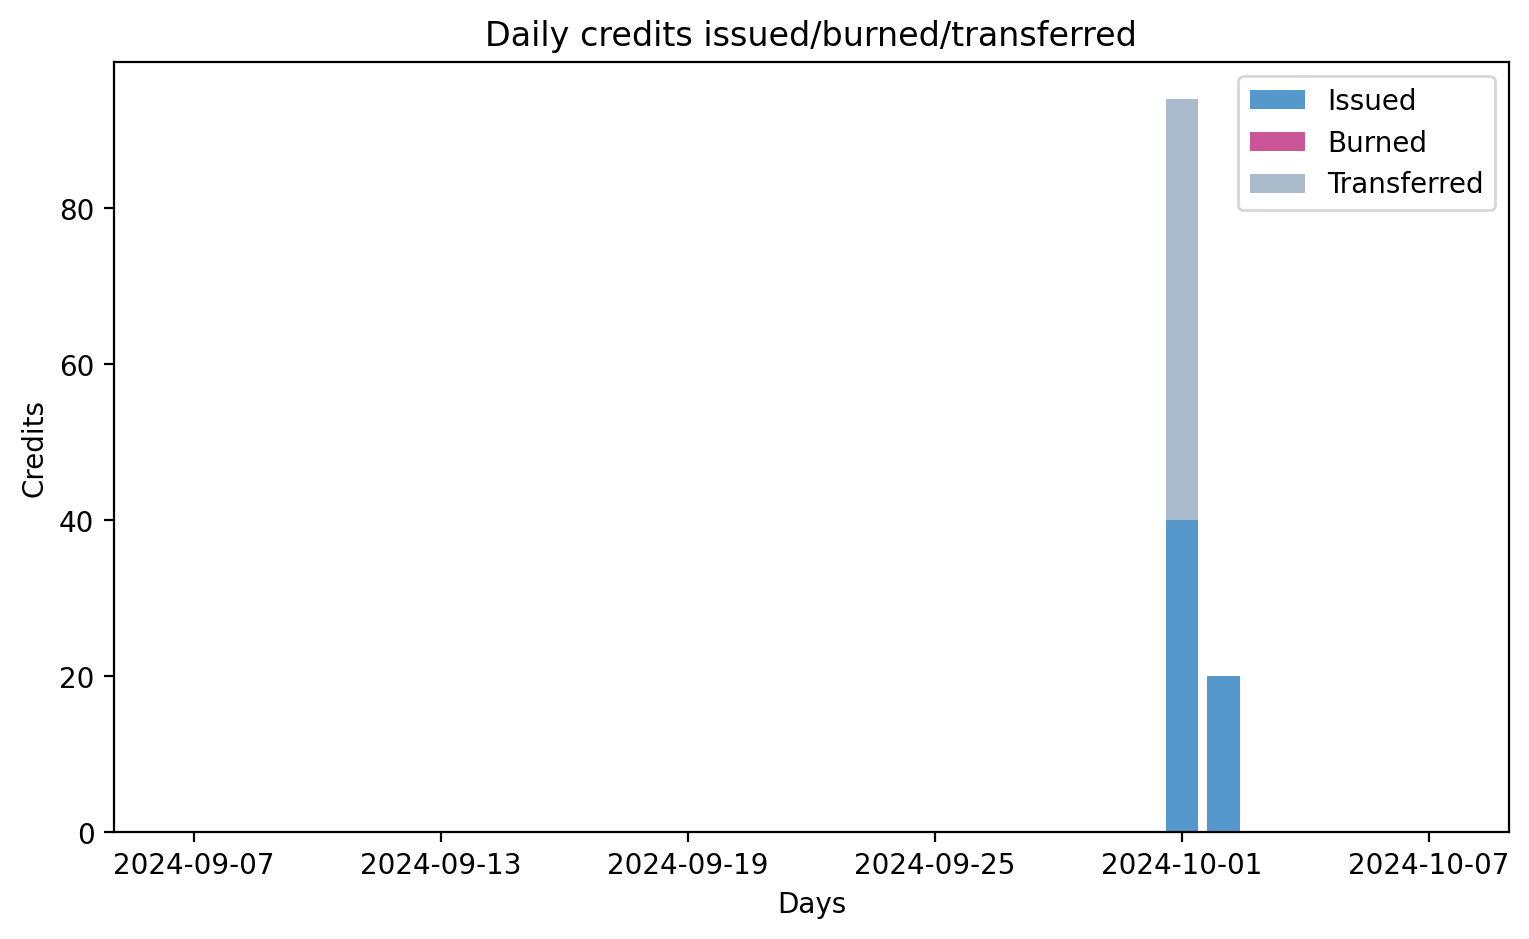 Daily credits issued/burned/transferred
Issued
Burned
Transferred
80
60
40
20
0
Credits
2024-09-07 2024-09-13 2024-09-19 2024-09-25 2024-10-01 2024-10-07
Days